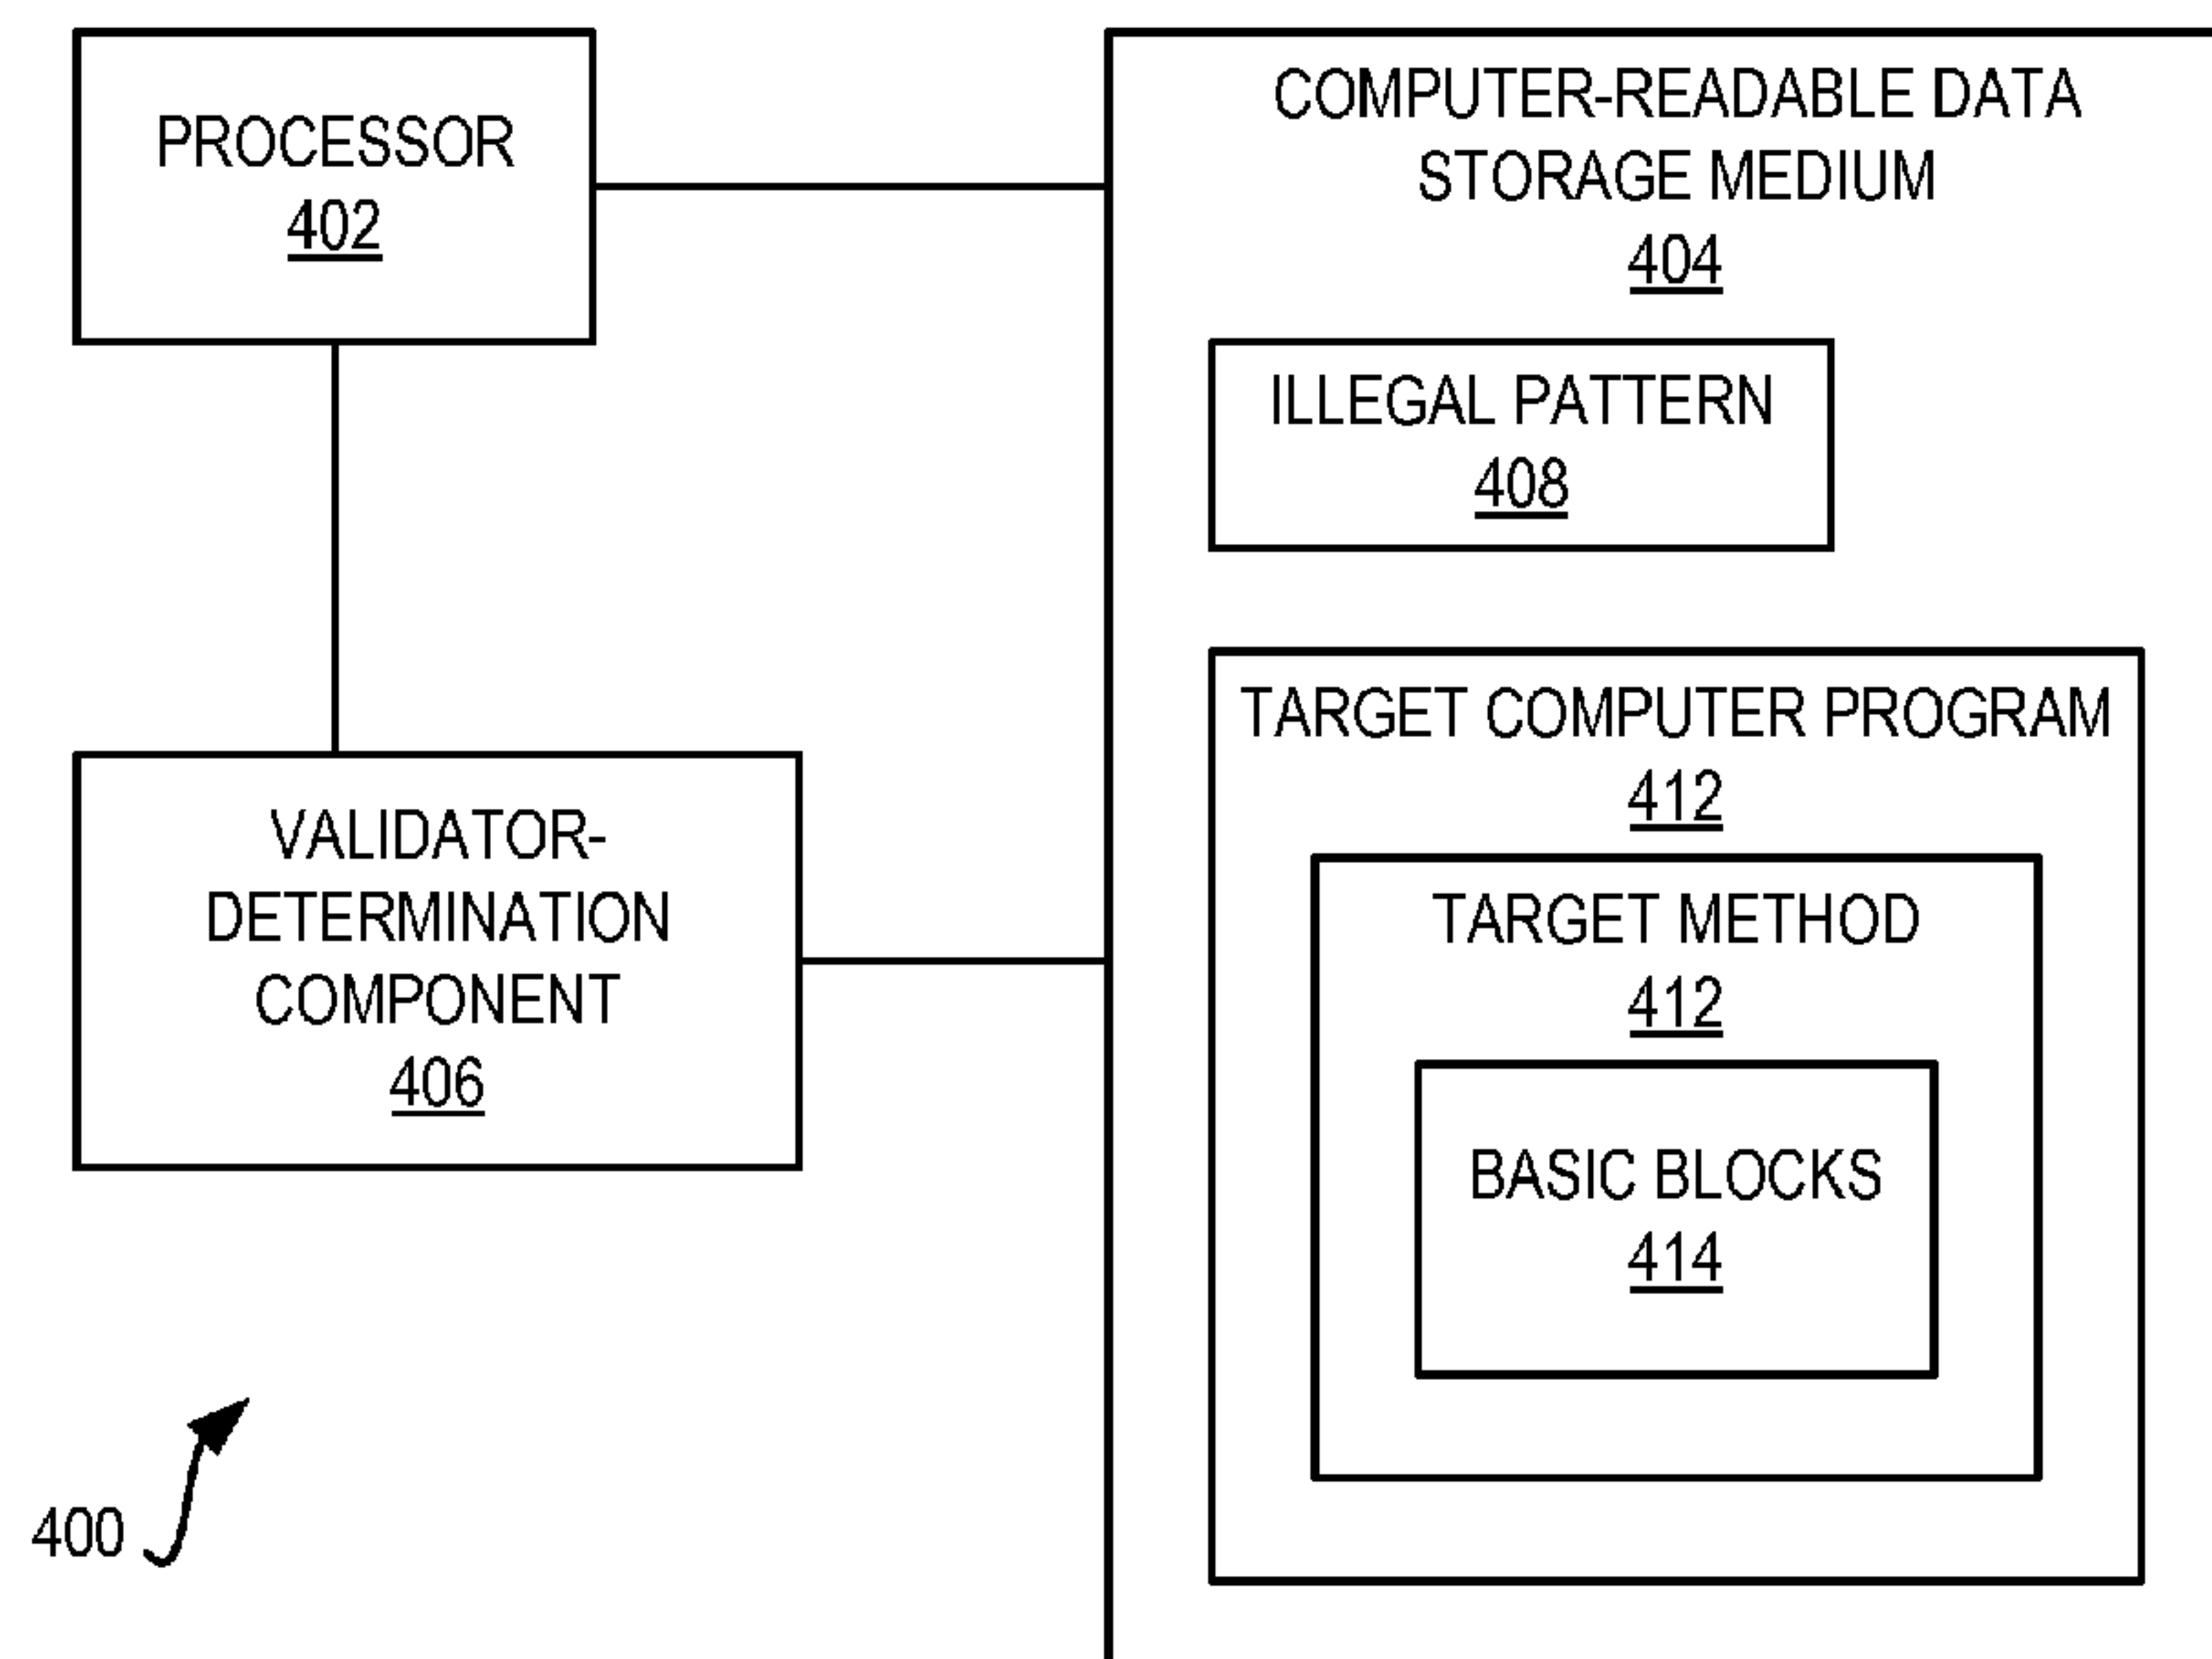 PROCESSOR
402
COMPUTER-READABLE DATA
STORAGE MEDIUM
404
ILLEGAL PATTERN
408
TARGET COMPUTER PROGRAM
412
TARGET METHOD
412
BASIC BLOCKS
414
VALIDATOR-
DETERMINATION
COMPONENT
406
400